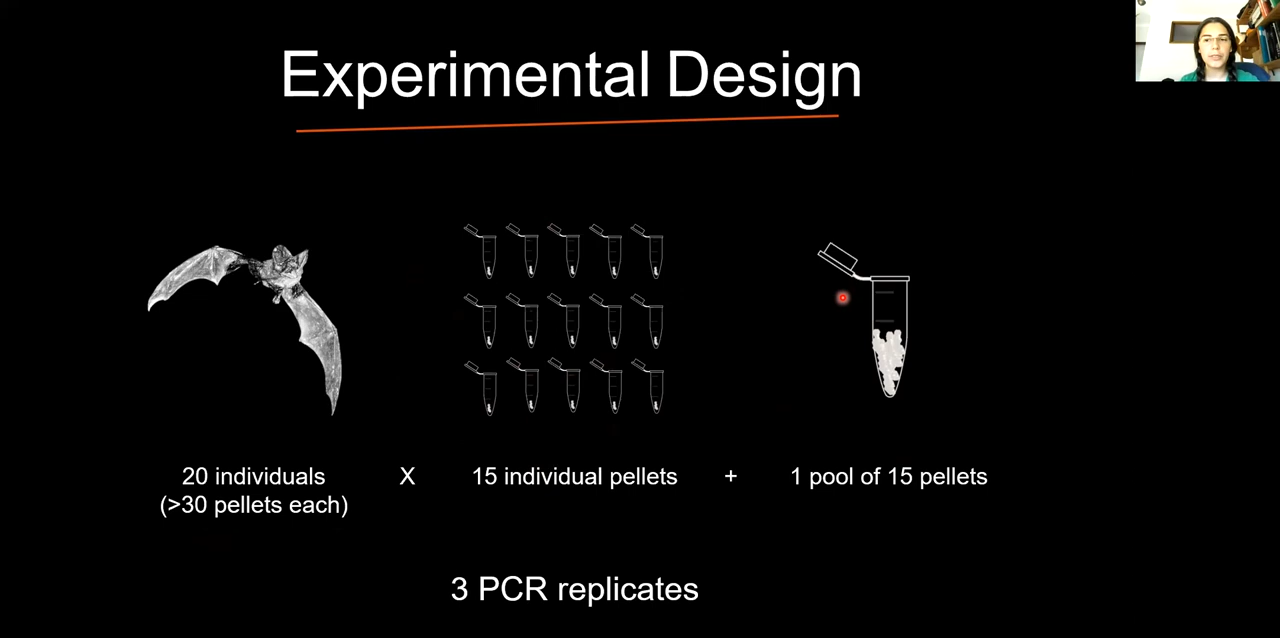 Experimental Design
20 individuals
(>30 pellets each)
X
15 individual pellets
+
1 pool of 15 pellets
3 PCR replicates